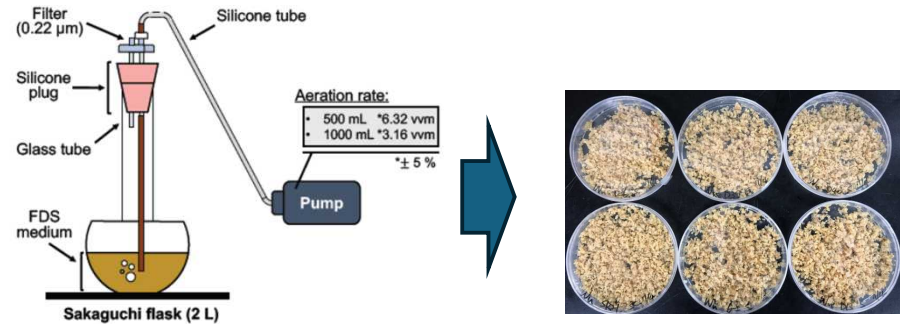 Filter
(0.22 μm)
Silicone tube
Silicone
plug
Aeration rate:
• 500 mL *6.32 vvm
• 1000 mL *3.16 vvm
*± 5 %
Glass tube
Pump
FDS
medium
Sakaguchi flask (2 L)